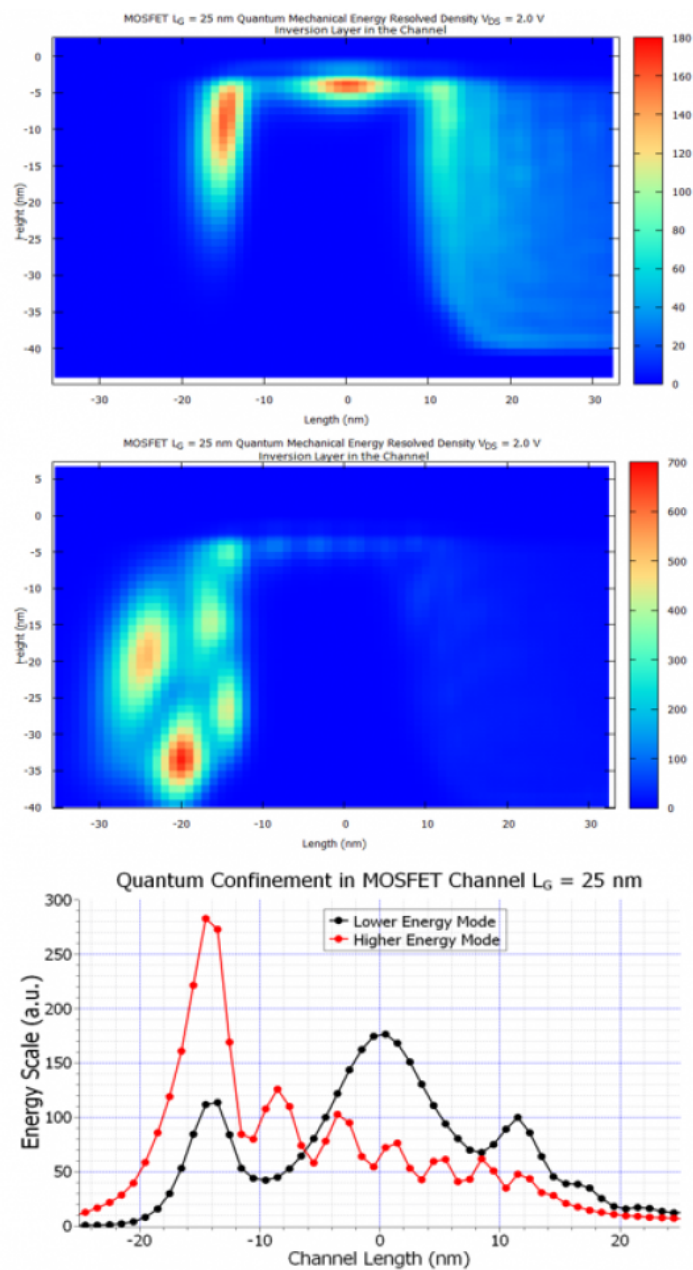 MOSFET LG = 25 nm Quantum Mechanical Energy Resolved Density VDS = 2.0 V
Inversion Layer in the Channel
0
-5
-10
-15
-20
-25
-30
-35
-40
Height (nm)
-30 -20 -10 0 10 20 30
Length (nm)
180
160
140
120
100
80
60
40
20
0
MOSFET LG = 25 nm Quantum Mechanical Energy Resolved Density VDS = 2.0 V
Inversion Layer in the Channel
5
0
-5
-10
-15
-20
-25
-30
-35
-40
Height (nm)
-30 -20 -10 0 10 20 30
Length (nm)
700
600
500
400
300
200
100
0
Quantum Confinement in MOSFET Channel LG = 25 nm
Lower Energy Mode
Higher Energy Mode
300
250
200
150
100
50
0
Energy Scale (a.u.)
-20 -10 0 10 20
Channel Length (nm)